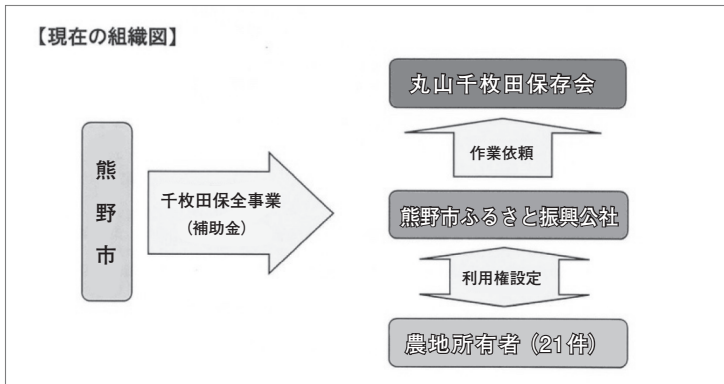 【現在の組織図】
丸山千枚田保存会
作業依頼
熊野市
千枚田保全事業
(補助金)
熊野市ふるさと振興公社
利用権設定
農地所有者 (21件)